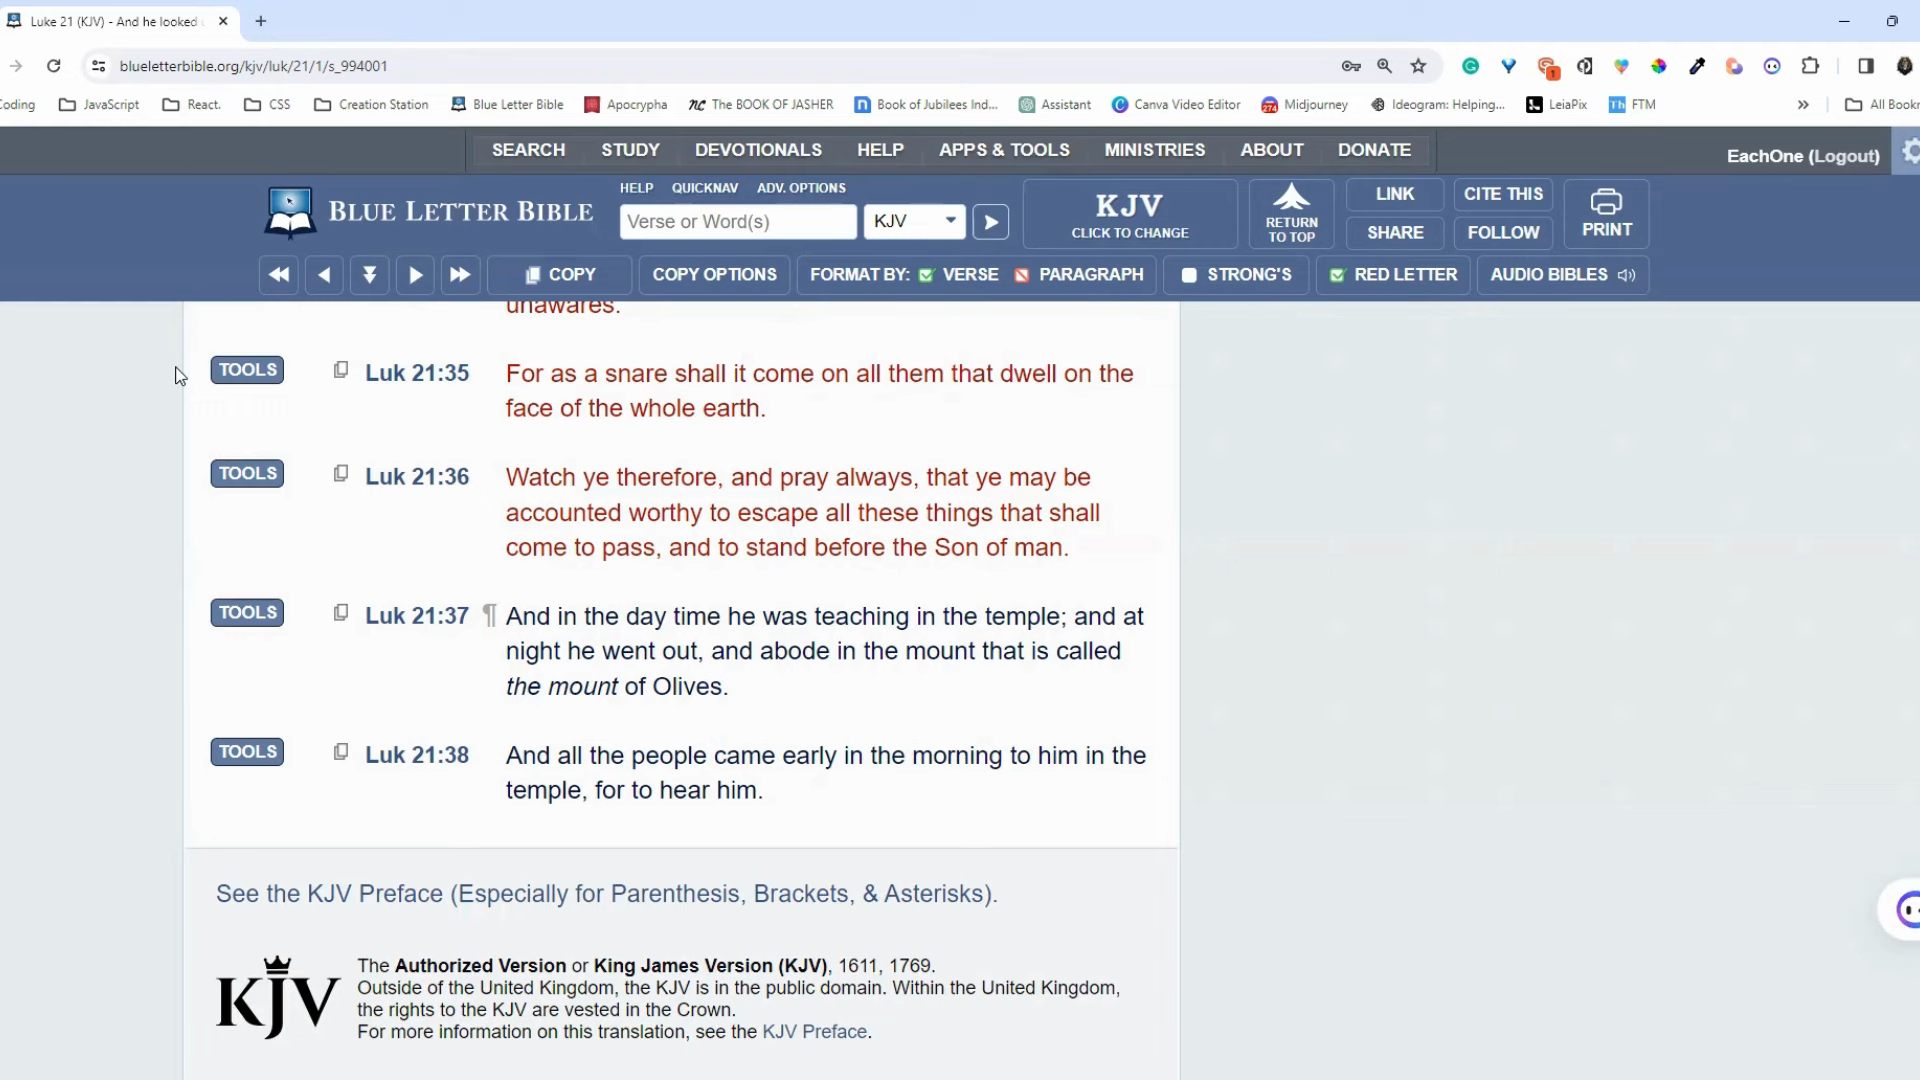 Luke 21 (KJV) - And he looked
blueletterbible.org/kjv/luk/21/1/s_994001
1
oding
JavaScript
React.
CSS
Creation Station
Blue Letter Bible
Apocrypha
The BOOK OF JASHER
Book of Jubilees Ind...
Assistant
Canva Video Editor
274
Midjourney
Ideogram: Helping...
LeiaPix
Th
FTM
All Bookr
SEARCH
STUDY
DEVOTIONALS
HELP
APPS & TOOLS
MINISTRIES
ABOUT
DONATE
EachOne (Logout)
BLUE LETTER BIBLE
HELP
QUICKNAV
ADV. OPTIONS
Verse or Word(s)
KJV
KJV
CLICK TO CHANGE
RETURN
TO TOP
LINK
CITE THIS
SHARE
FOLLOW
PRINT
COPY
COPY OPTIONS
FORMAT BY:
VERSE
PARAGRAPH
STRONG'S
RED LETTER
AUDIO BIBLES
unawares.
TOOLS
Luk 21:35
For as a snare shall it come on all them that dwell on the
face of the whole earth.
TOOLS
Luk 21:36
Watch ye therefore, and pray always, that ye may be
accounted worthy to escape all these things that shall
come to pass, and to stand before the Son of man.
TOOLS
Luk 21:37
¶ And in the day time he was teaching in the temple; and at
night he went out, and abode in the mount that is called
the mount of Olives.
TOOLS
Luk 21:38
And all the people came early in the morning to him in the
temple, for to hear him.
See the KJV Preface (Especially for Parenthesis, Brackets, & Asterisks).
KJV
The Authorized Version or King James Version (KJV), 1611, 1769.
Outside of the United Kingdom, the KJV is in the public domain. Within the United Kingdom,
the rights to the KJV are vested in the Crown.
For more information on this translation, see the KJV Preface.